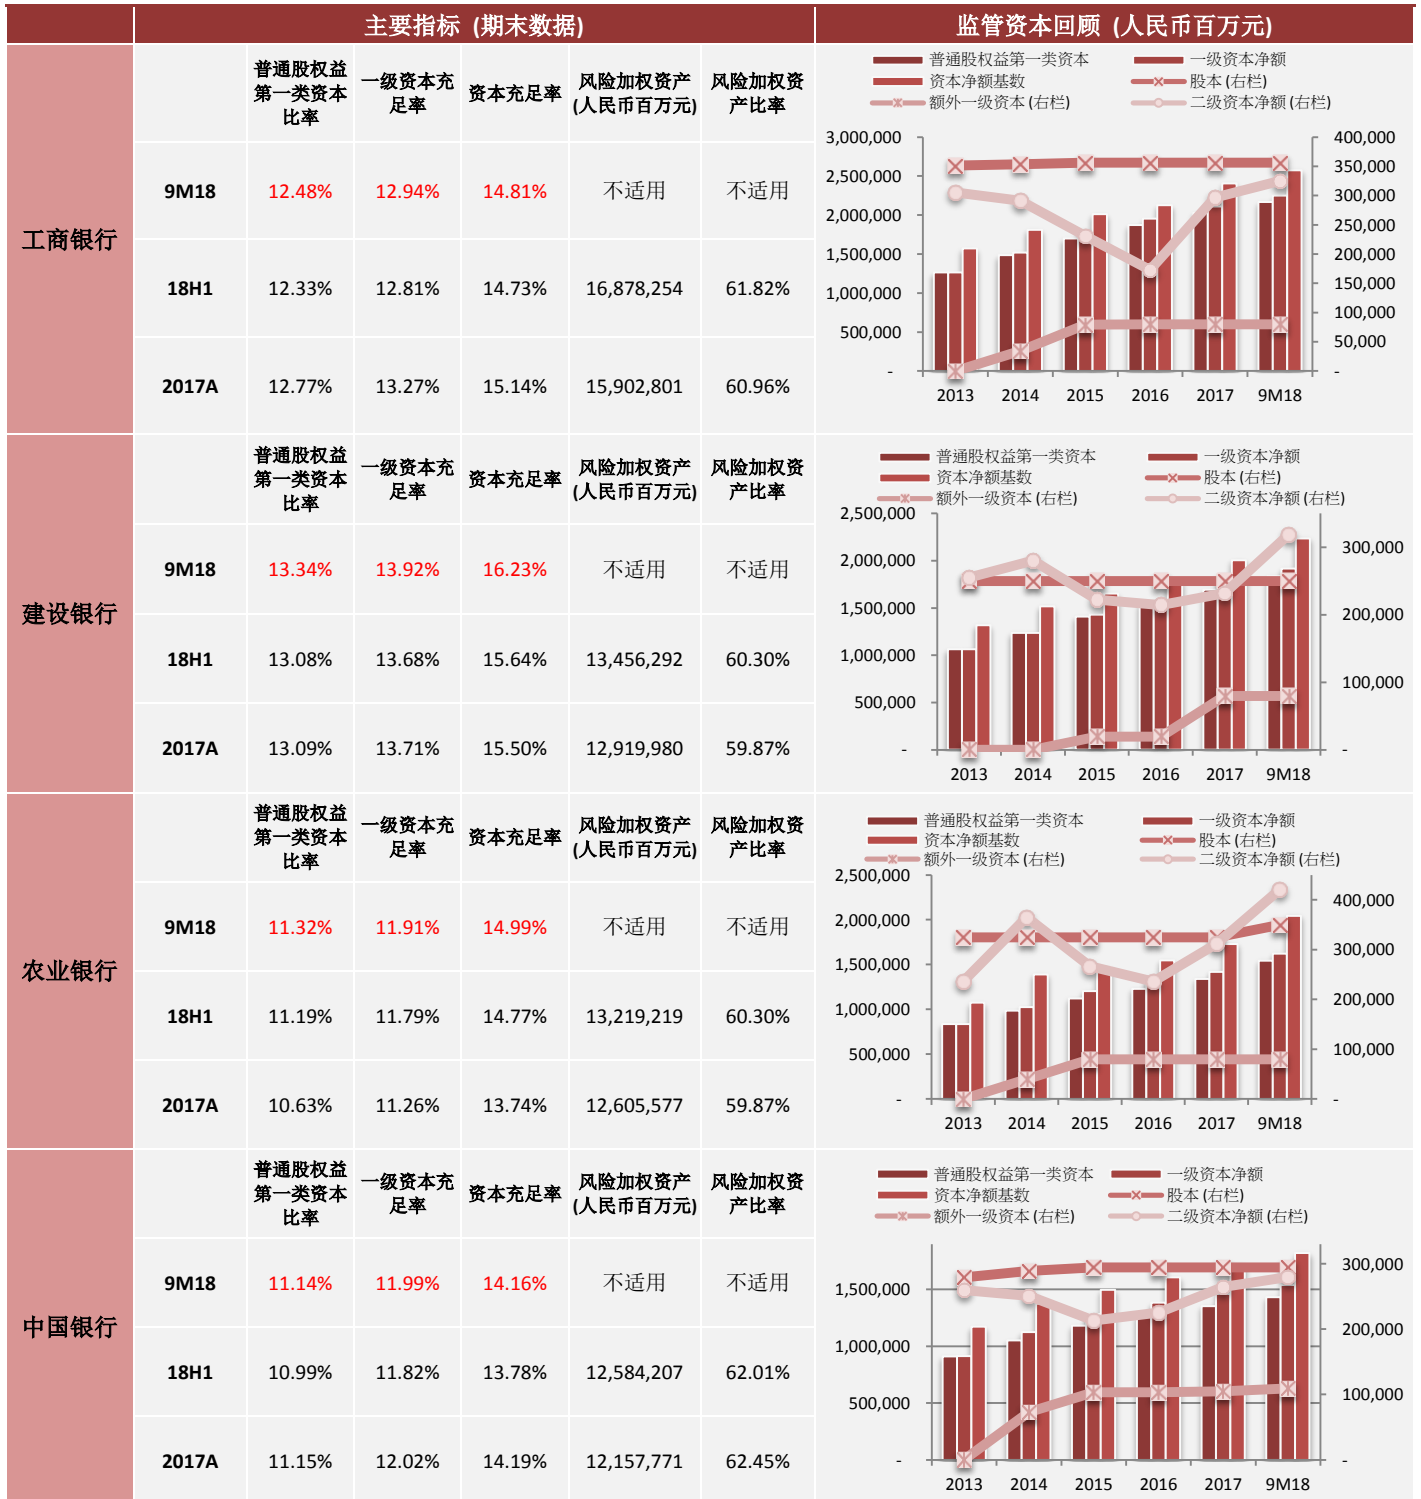 主要指标 (期末数据)
监管资本回顾 (人民币百万元)
工商银行
普通股权益
第一类资本
比率
一级资本充
足率
资本充足率
风险加权资产
(人民币百万元)
风险加权资
产比率
9M18 12.48% 12.94% 14.81% 不适用 不适用
18H1 12.33% 12.81% 14.73% 16,878,254 61.82%
2017A 12.77% 13.27% 15.14% 15,902,801 60.96%
普通股权益第一类资本 一级资本净额
资本净额基数 股本 (右栏)
额外一级资本 (右栏) 二级资本净额 (右栏)
3,000,000 400,000
2,500,000 350,000
2,000,000 300,000
1,500,000 250,000
1,000,000 200,000
500,000 150,000
- 100,000
50,000
-
2013 2014 2015 2016 2017 9M18
建设银行
普通股权益
第一类资本
比率
一级资本充
足率
资本充足率
风险加权资产
(人民币百万元)
风险加权资
产比率
9M18 13.34% 13.92% 16.23% 不适用 不适用
18H1 13.08% 13.68% 15.64% 13,456,292 60.30%
2017A 13.09% 13.71% 15.50% 12,919,980 59.87%
普通股权益第一类资本 一级资本净额
资本净额基数 股本 (右栏)
额外一级资本 (右栏) 二级资本净额 (右栏)
2,500,000
2,000,000 300,000
1,500,000 200,000
1,000,000 100,000
500,000 -
-
2013 2014 2015 2016 2017 9M18
农业银行
普通股权益
第一类资本
比率
一级资本充
足率
资本充足率
风险加权资产
(人民币百万元)
风险加权资
产比率
9M18 11.32% 11.91% 14.99% 不适用 不适用
18H1 11.19% 11.79% 14.77% 13,219,219 60.30%
2017A 10.63% 11.26% 13.74% 12,605,577 59.87%
普通股权益第一类资本 一级资本净额
资本净额基数 股本 (右栏)
额外一级资本 (右栏) 二级资本净额 (右栏)
2,500,000 400,000
2,000,000 300,000
1,500,000 200,000
1,000,000 100,000
500,000 -
-
2013 2014 2015 2016 2017 9M18
中国银行
普通股权益
第一类资本
比率
一级资本充
足率
资本充足率
风险加权资产
(人民币百万元)
风险加权资
产比率
9M18 11.14% 11.99% 14.16% 不适用 不适用
18H1 10.99% 11.82% 13.78% 12,584,207 62.01%
2017A 11.15% 12.02% 14.19% 12,157,771 62.45%
普通股权益第一类资本 一级资本净额
资本净额基数 股本 (右栏)
额外一级资本 (右栏) 二级资本净额 (右栏)
1,500,000 300,000
1,000,000 200,000
500,000 100,000
- -
2013 2014 2015 2016 2017 9M18